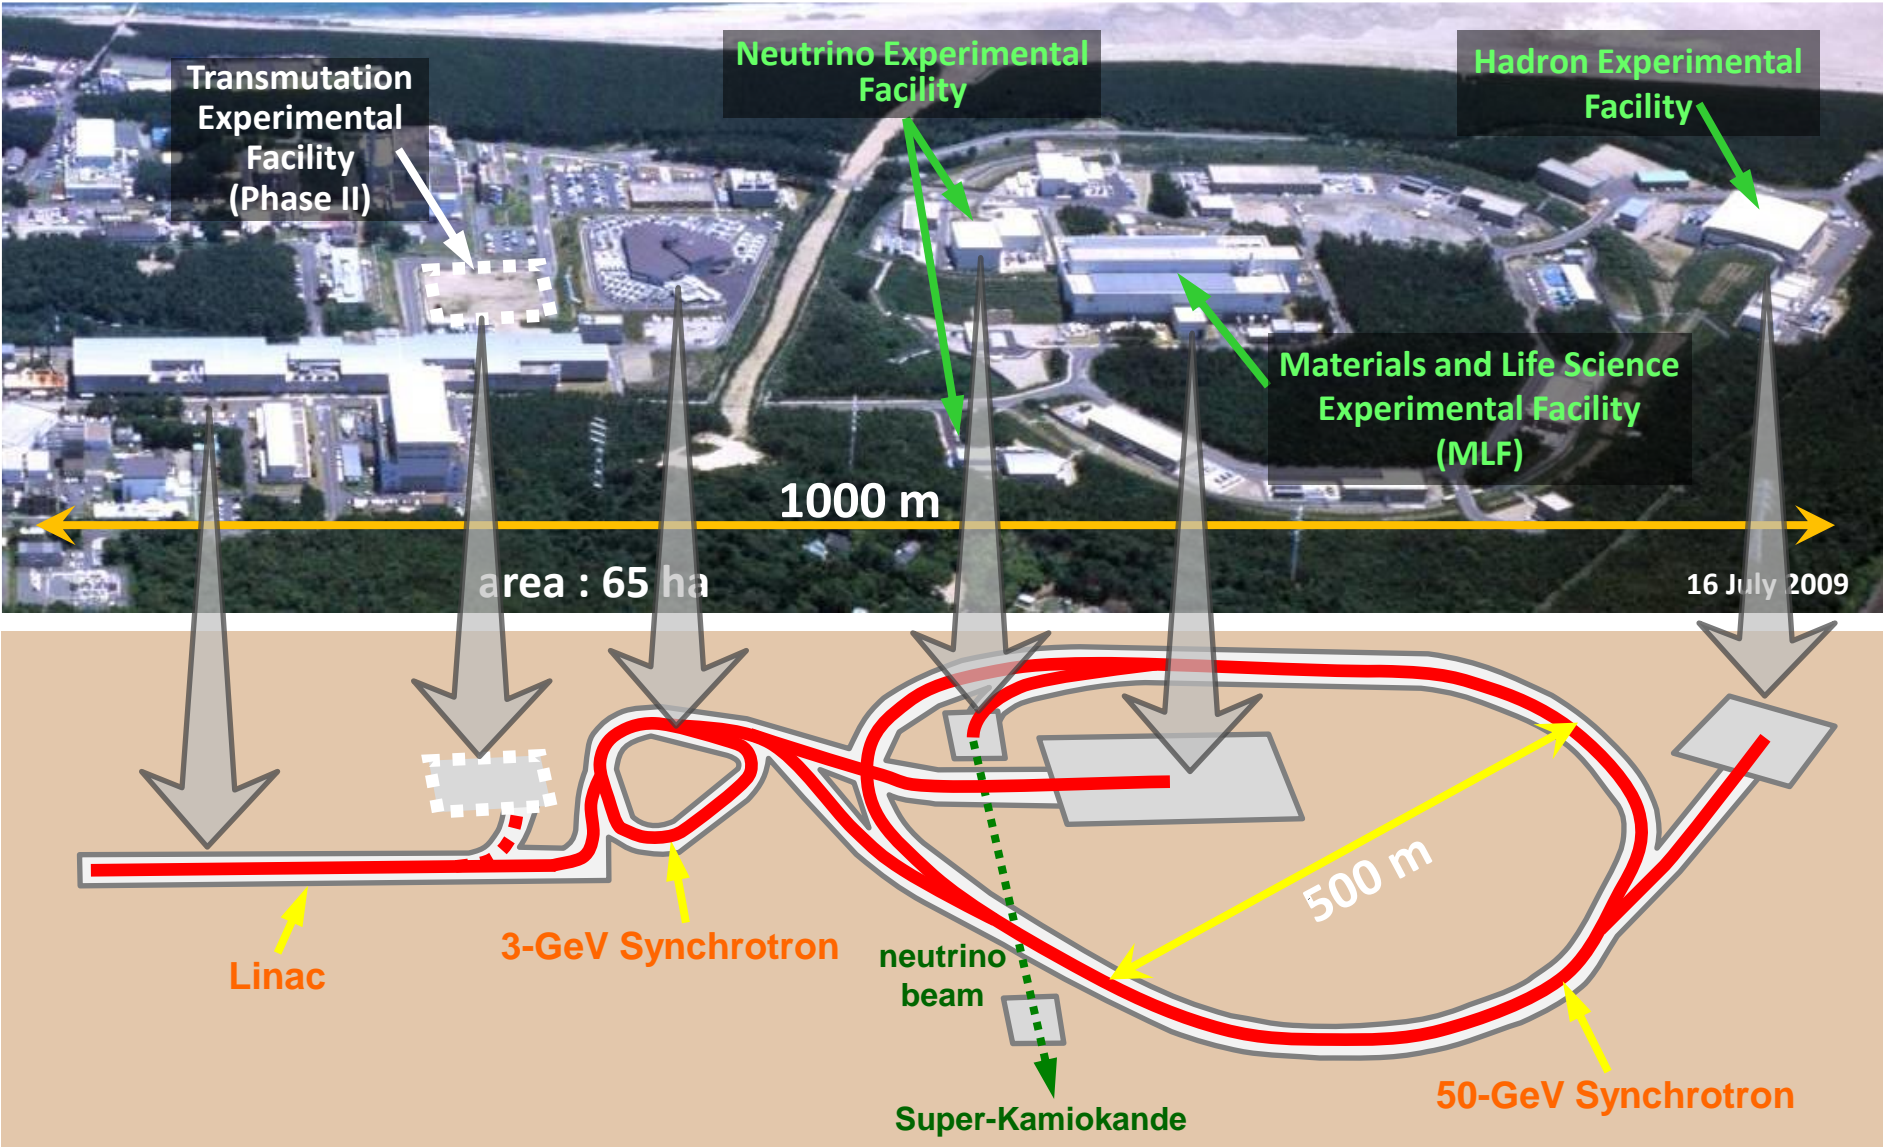 Transmutation
Experimental
Facility
(Phase II)
Neutrino Experimental
Facility
Hadron Experimental
Facility
Materials and Life Science
Experimental Facility
(MLF)
1000 m
area : 65 ha
16 July 2009
500 m
Linac
3-GeV Synchrotron
neutrino
beam
Super-Kamiokande
50-GeV Synchrotron